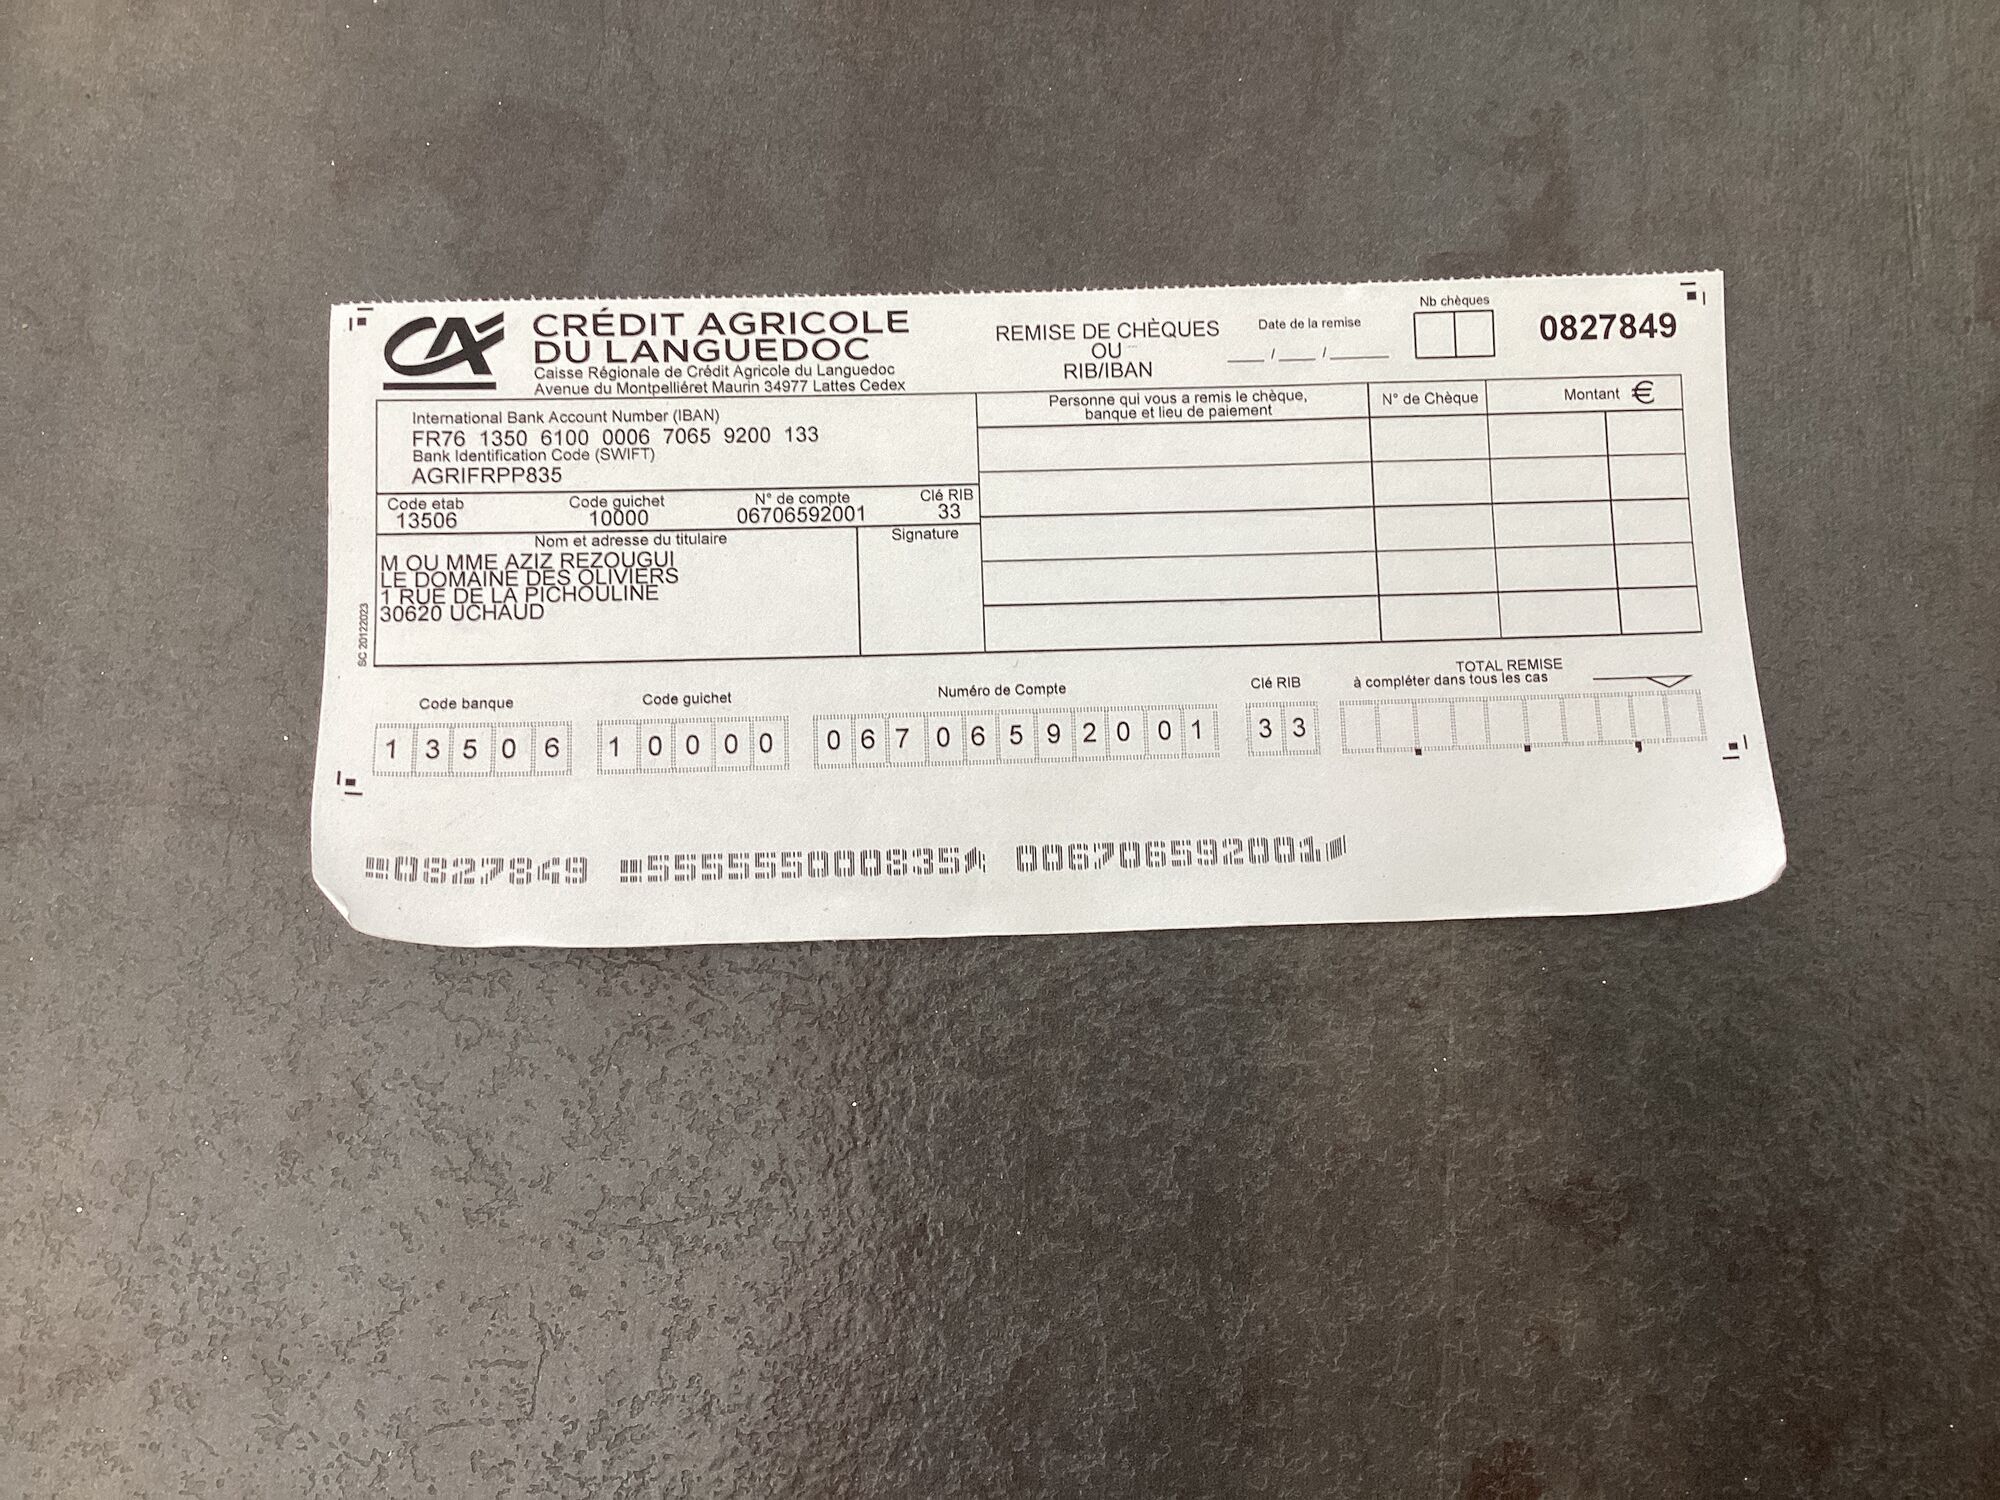 CRÉDIT AGRICOLE
DU LANGUEDOC
Caisse Régionale de Crédit Agricole du Languedoc
Avenue du Montpelliéret Maurin 34977 Lattes Cedex
REMISE DE CHÈQUES
OU
RIB/IBAN
Date de la remise
__ / __ / ____
Nb chèques
0827849
International Bank Account Number (IBAN)
FR76 1350 6100 0006 7065 9200 133
Bank Identification Code (SWIFT)
AGRIFRPP835
Code etab Code guichet N° de compte Clé RIB
13506 10000 06706592001 33
Nom et adresse du titulaire
Signature
M OU MME AZIZ REZOUGUI
LE DOMAINE DES OLIVIERS
1 RUE DE LA PICHOULINE
30620 UCHAUD
SC 201222023
Personne qui vous a remis le chèque,
banque et lieu de paiement
N° de Chèque
Montant €
Code banque Code guichet Numéro de Compte Clé RIB
1 3 5 0 6 1 0 0 0 0 0 6 7 0 6 5 9 2 0 0 1 3 3
TOTAL REMISE
à compléter dans tous les cas
0827849 555555000835 006706592001